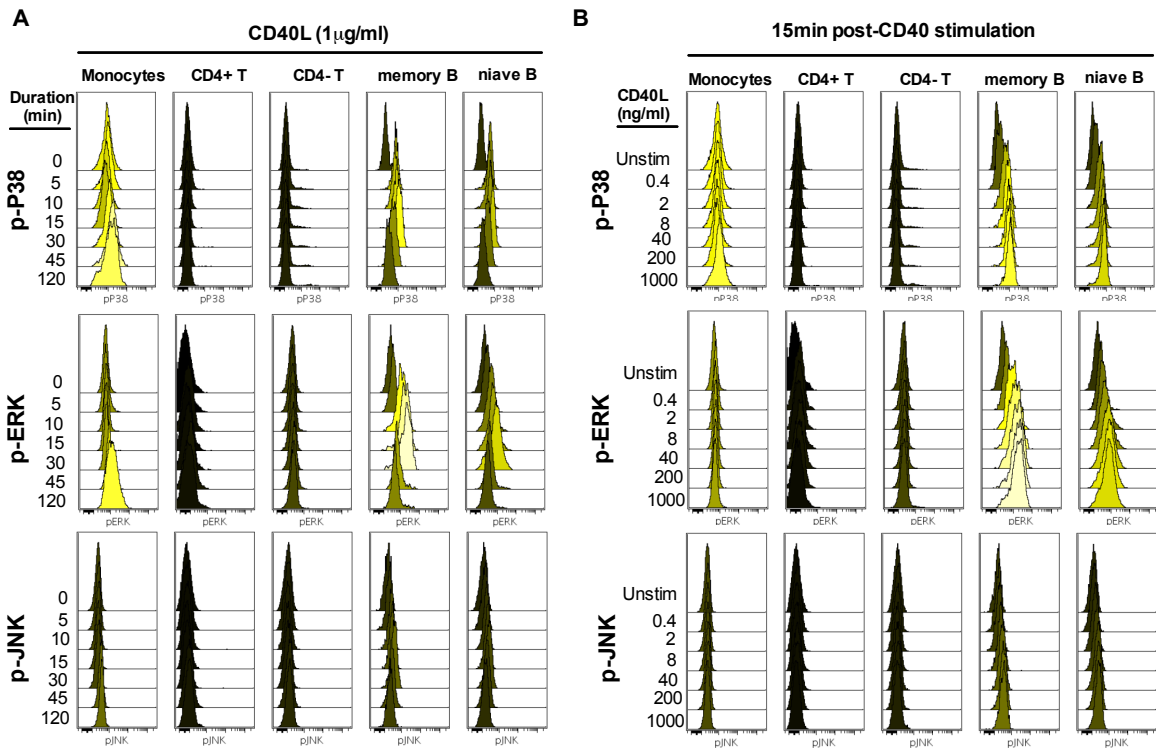 A
CD40L (1μg/ml)
Monocytes CD4+ T CD4- T memory B niave B
Duration
(min)
p-P38
0
5
10
15
30
45
120
pP38 pP38 pP38 pP38 pP38
p-ERK
0
5
10
15
30
45
120
pERK pERK pERK pERK pERK
p-JNK
0
5
10
15
30
45
120
pJNK pJNK pJNK pJNK pJNK
B
15min post-CD40 stimulation
Monocytes CD4+ T CD4- T memory B niave B
CD40L
(ng/ml)
p-P38
Unstim
0.4
2
8
40
200
1000
pP38 pP38 pP38 pP38 pP38
p-ERK
Unstim
0.4
2
8
40
200
1000
pERK pERK pERK pERK pERK
p-JNK
Unstim
0.4
2
8
40
200
1000
pJNK pJNK pJNK pJNK pJNK